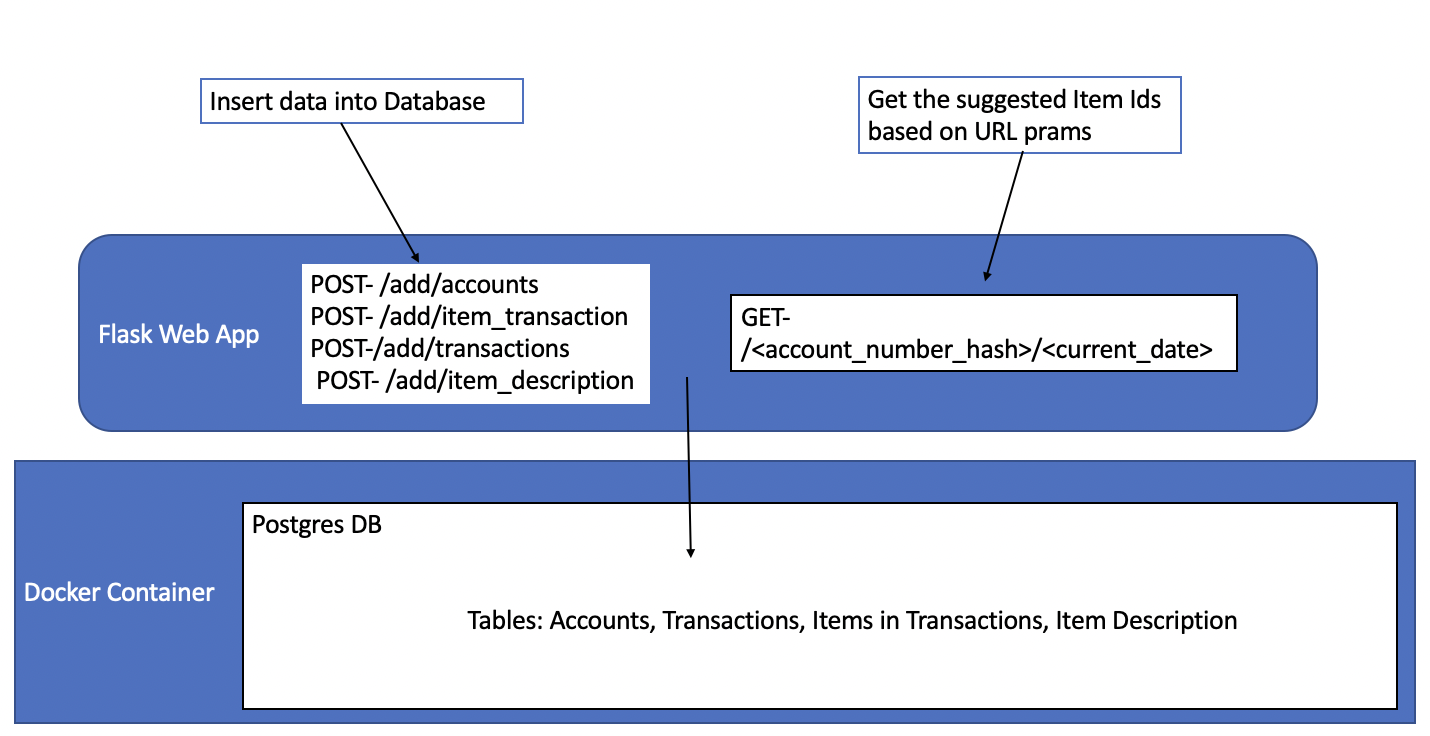 Insert data into Database
Get the suggested Item Ids
based on URL prams
Flask Web App
POST- /add/accounts
POST- /add/item_transaction
POST-/add/transactions
POST- /add/item_description
GET-
/<account_number_hash>/<current_date>
Docker Container
Postgres DB
Tables: Accounts, Transactions, Items in Transactions, Item Description